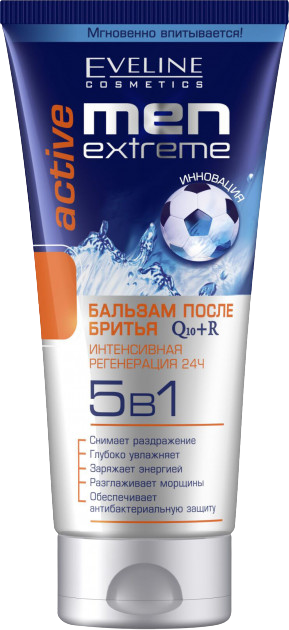 Мгновенно впитывается!
EVELINE
COSMETICS
active
men
extreme
ИННОВАЦИЯ
БАЛЬЗАМ ПОСЛЕ
БРИТЬЯ Q10+R
ИНТЕНСИВНАЯ
РЕГЕНЕРАЦИЯ 24Ч
5В1
Снимает раздражение
Глубоко увлажняет
Заряжает энергией
Разглаживает морщины
Обеспечивает
антибактериальную защиту